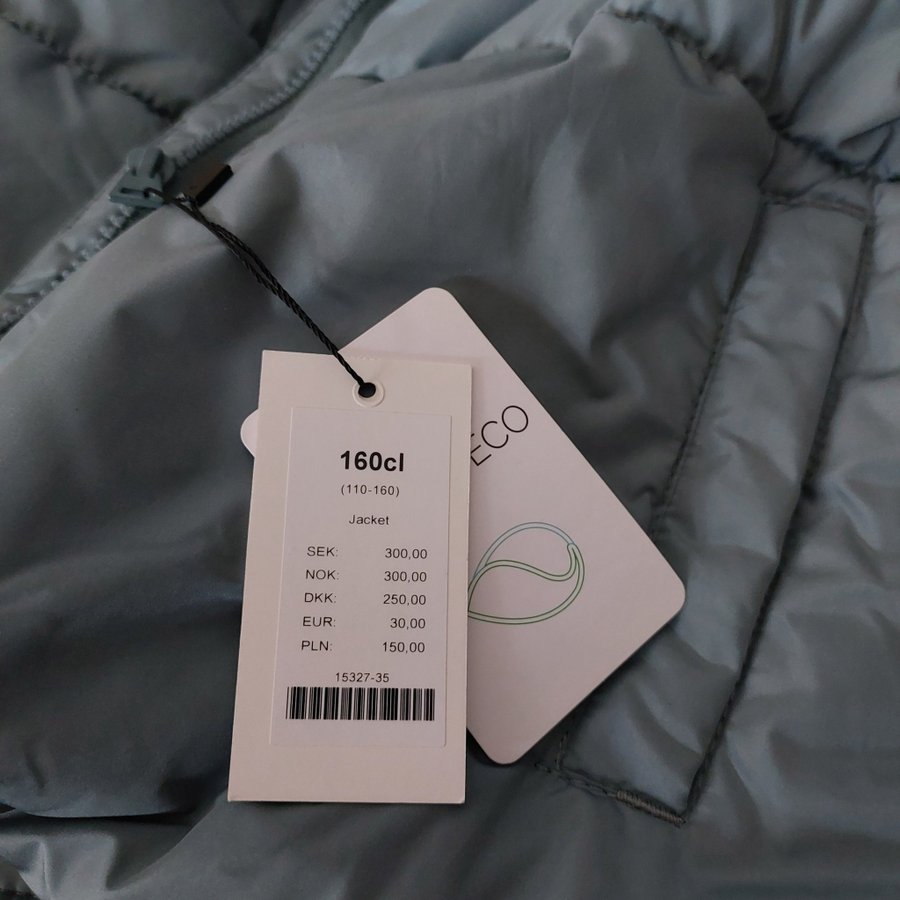 160cl
(110-160)
Jacket
SEK: 300,00
NOK: 300,00
DKK: 250,00
EUR: 30,00
PLN: 150,00
15327-35
ECO